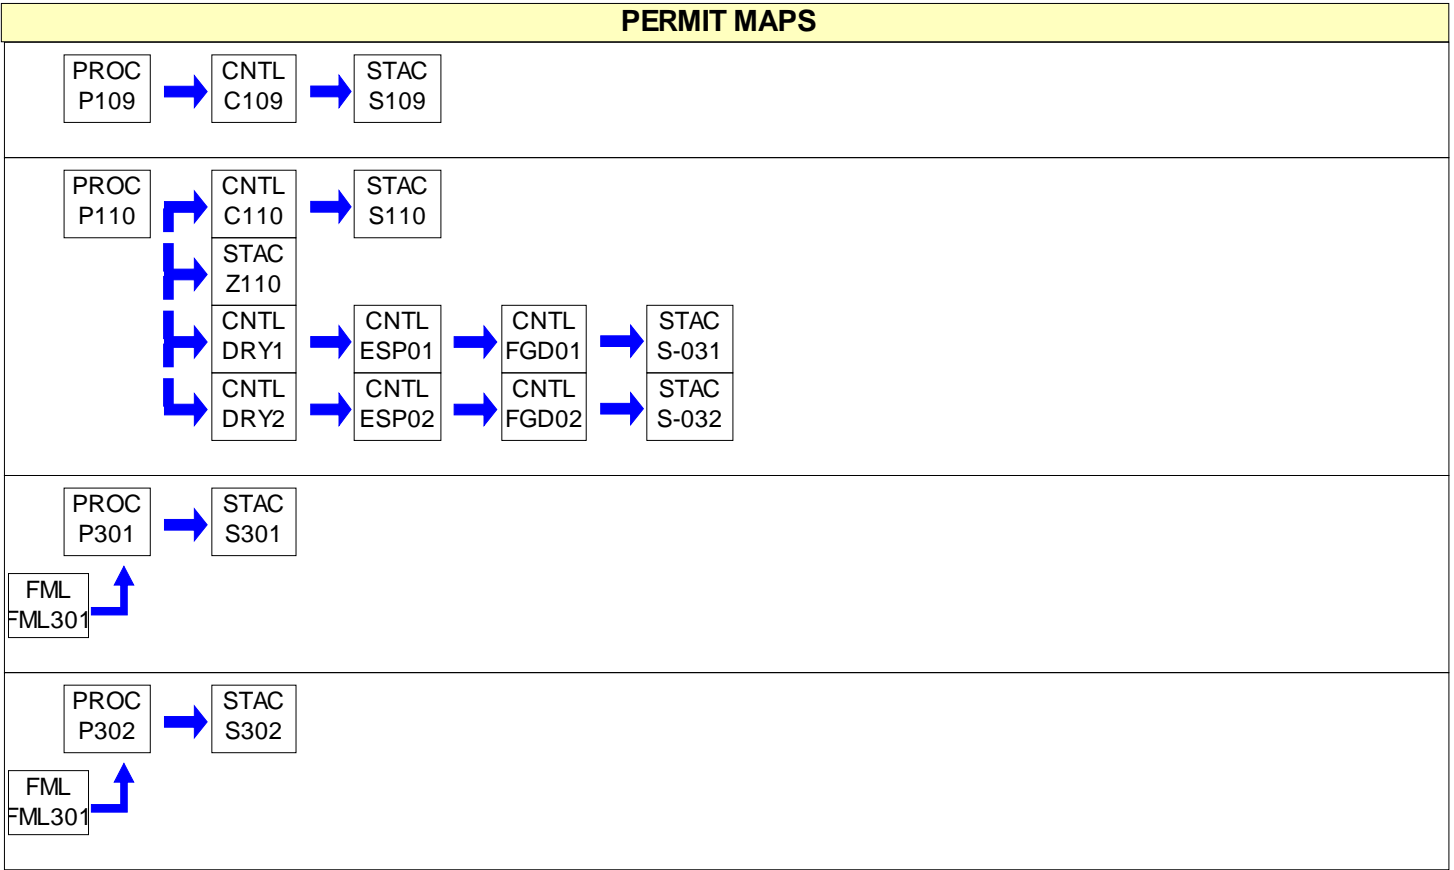 PERMIT MAPS
PROC CNTL STAC
P109 C109 S109
PROC CNTL STAC
P110 C110 S110
STAC
Z110
CNTL CNTL CNTL STAC
DRY1 ESP01 FGD01 S-031
CNTL CNTL CNTL STAC
DRY2 ESP02 FGD02 S-032
PROC STAC
P301 S301
FML
FML301
PROC STAC
P302 S302
FML
FML301